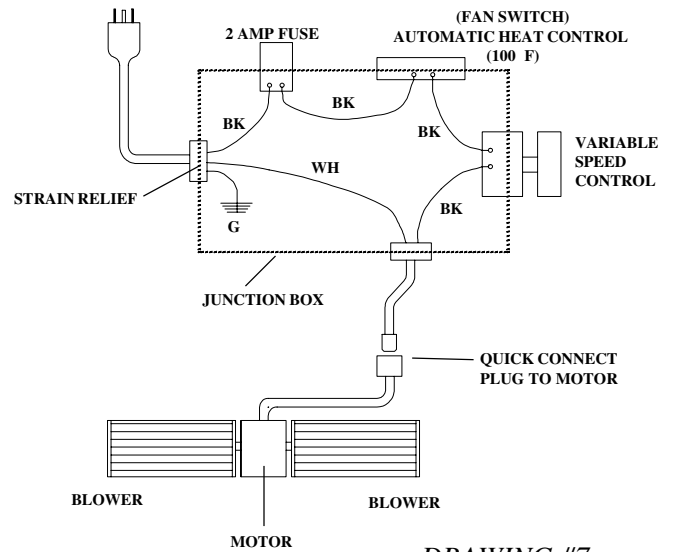 (FAN SWITCH)
2 AMP FUSE
AUTOMATIC HEAT CONTROL
(100 F)
BK
BK
BK
VARIABLE
SPEED
CONTROL
WH
STRAIN RELIEF
BK
G
JUNCTION BOX
QUICK CONNECT
PLUG TO MOTOR
BLOWER
BLOWER
MOTOR
DRAWING #7